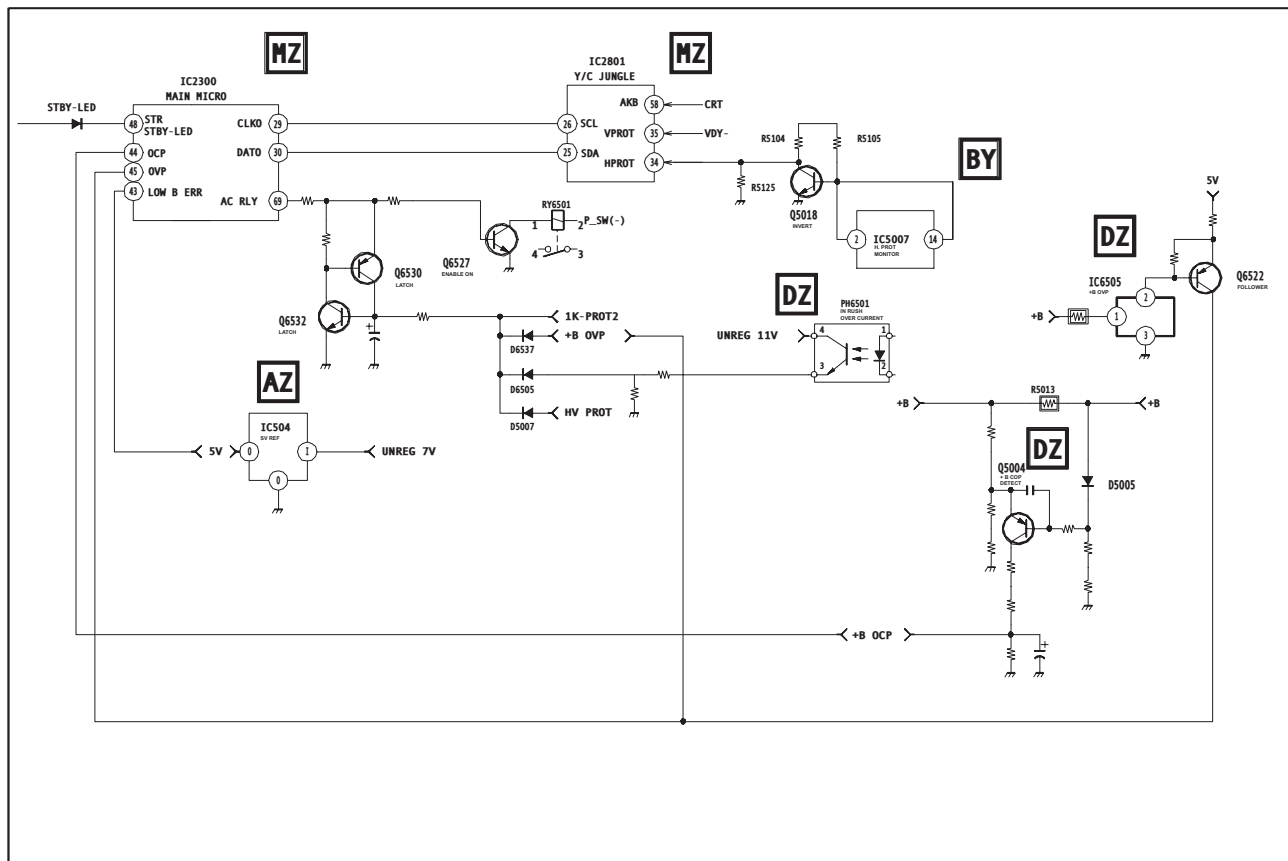 MZ
MZ
IC2300
MAIN MICRO
IC2801
Y/C JUNGLE
STBY-LED
48
STR
STBY-LED
44
OCP
45
OVP
43
LOW B ERR
CLKO
29
DATO
30
AC RLY
69
26
SCL
25
SDA
AKB
58
CRT
VPROT
35
VDY-
HPROT
34
R5104
R5105
R5125
Q5018
INVERT
BY
2
IC5007
H. PROT
MONITOR
14
RY6501
1
2
P_SW(-)
4
3
Q6527
ENABLE ON
Q6530
LATCH
Q6532
LATCH
1K-PROT2
+B OVP
D6537
D6505
HV PROT
D5007
DZ
PH6501
IN RUSH
OVER CURRENT
UNREG 11V
4
1
3
2
5V
DZ
IC6505
+B OVP
Q6522
FOLLOWER
+B
1
2
3
AZ
IC504
5V REF
5V
O
I
O
UNREG 7V
+B
R5013
+B
DZ
Q5004
+ B COP
DETECT
D5005
+B OCP